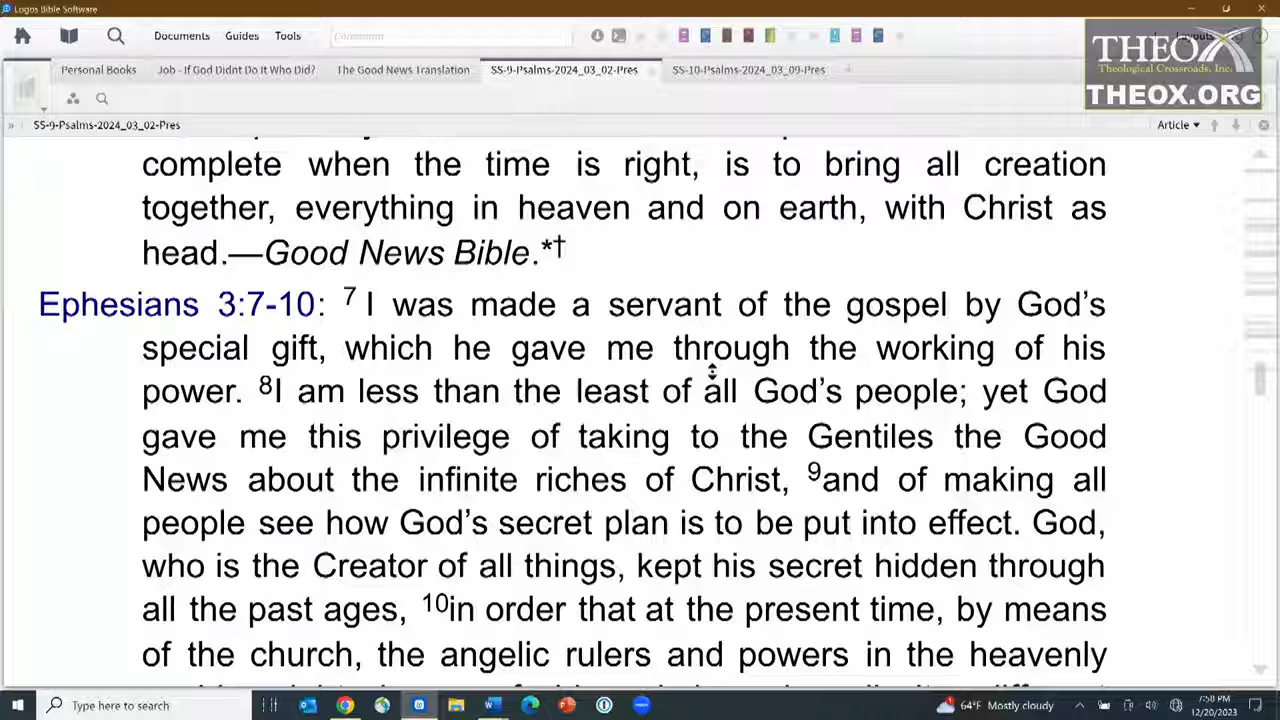 Logos Bible Software
Documents Guides Tools Command
THEOX
Theological Crossroads, Inc.
THEOX.ORG
Personal Books Job - If God Didnt Do It Who Did? SS-9-Psalms-2024_03_02-Pres SS-10-Psalms-2024_03_09-Pres
SS-9-Psalms-2024_03_02-Pres Article
complete when the time is right, is to bring all creation
together, everything in heaven and on earth, with Christ as
head.—Good News Bible.*†
Ephesians 3:7-10: 7 I was made a servant of the gospel by God's
special gift, which he gave me through the working of his
power. 8I am less than the least of all God's people; yet God
gave me this privilege of taking to the Gentiles the Good
News about the infinite riches of Christ, 9and of making all
people see how God's secret plan is to be put into effect. God,
who is the Creator of all things, kept his secret hidden through
all the past ages, 10in order that at the present time, by means
of the church, the angelic rulers and powers in the heavenly
Type here to search 64°F Mostly cloudy 7:58 PM
12/20/2023